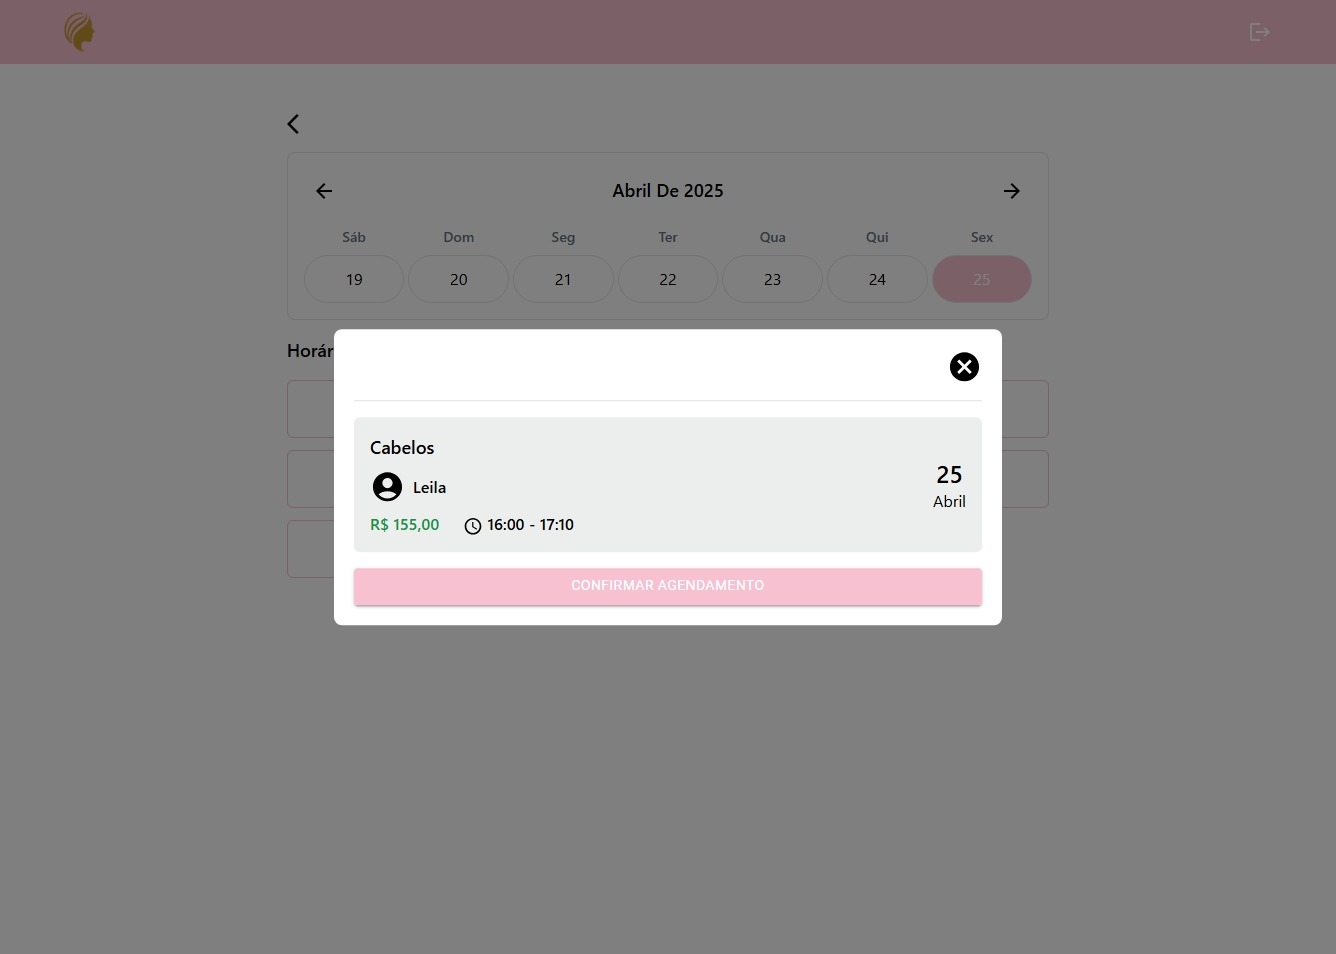 Abril De 2025
Sáb Dom Seg Ter Qua Qui Sex
19 20 21 22 23 24 25
Cabelos
Leila
R$ 155,00 16:00 - 17:10
25
Abril
CONFIRMAR AGENDAMENTO